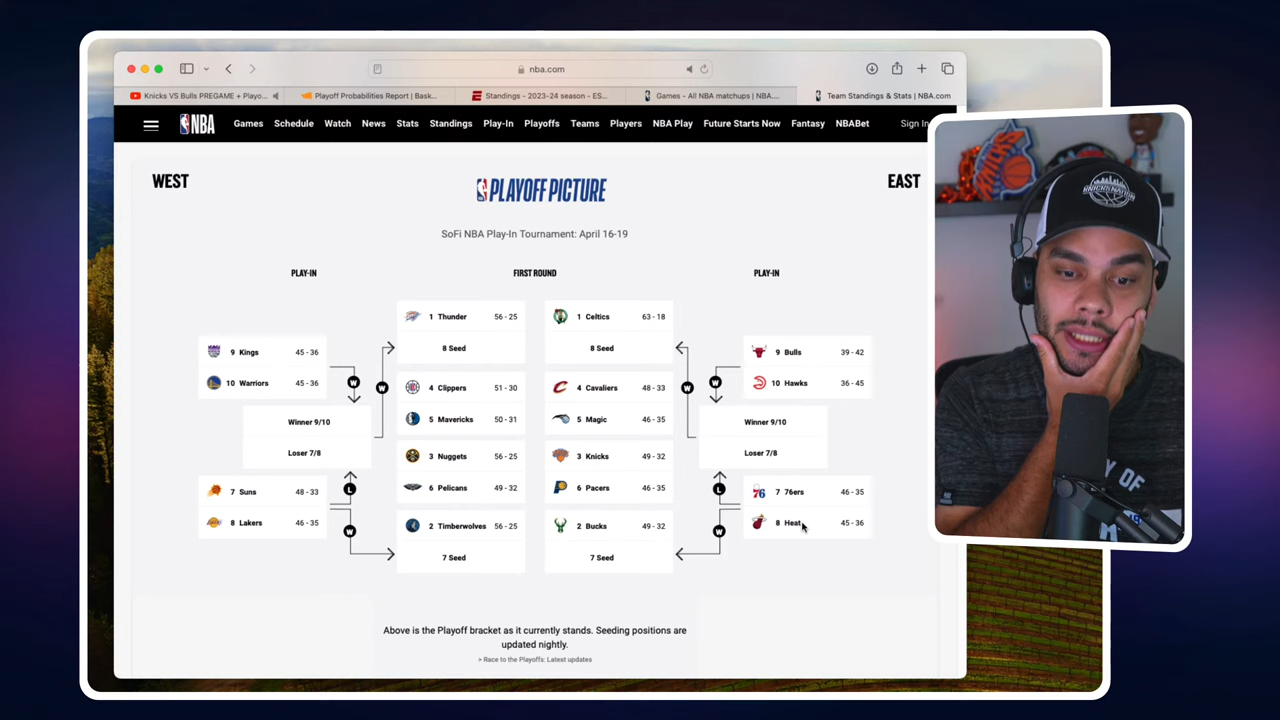 nba.com
Knicks VS Bulls PREGAME + Playo...
Playoff Probabilities Report | Bask...
Standings - 2023-24 season - ES...
Games - All NBA matchups | NBA....
Team Standings & Stats | NBA.com
NBA
Games
Schedule
Watch
News
Stats
Standings
Play-In
Playoffs
Teams
Players
NBA Play
Future Starts Now
Fantasy
NBABet
Sign In
WEST
PLAYOFF PICTURE
EAST
SoFi NBA Play-In Tournament: April 16-19
PLAY-IN
FIRST ROUND
PLAY-IN
9 Kings 45 - 36
10 Warriors 45 - 36
W
W
Winner 9/10
Loser 7/8
7 Suns 48 - 33
8 Lakers 46 - 35
L
W
1 Thunder 56 - 25
8 Seed
4 Clippers 51 - 30
5 Mavericks 50 - 31
3 Nuggets 56 - 25
6 Pelicans 49 - 32
2 Timberwolves 56 - 25
7 Seed
1 Celtics 63 - 18
8 Seed
4 Cavaliers 48 - 33
5 Magic 46 - 35
3 Knicks 49 - 32
6 Pacers 46 - 35
2 Bucks 49 - 32
7 Seed
9 Bulls 39 - 42
10 Hawks 36 - 45
W
W
Winner 9/10
Loser 7/8
76
7 76ers 46 - 35
8 Heat 45 - 36
L
W
Above is the Playoff bracket as it currently stands. Seeding positions are
updated nightly.
> Race to the Playoffs: Latest updates
KNICKS
KNICKS NATION
CITY OF